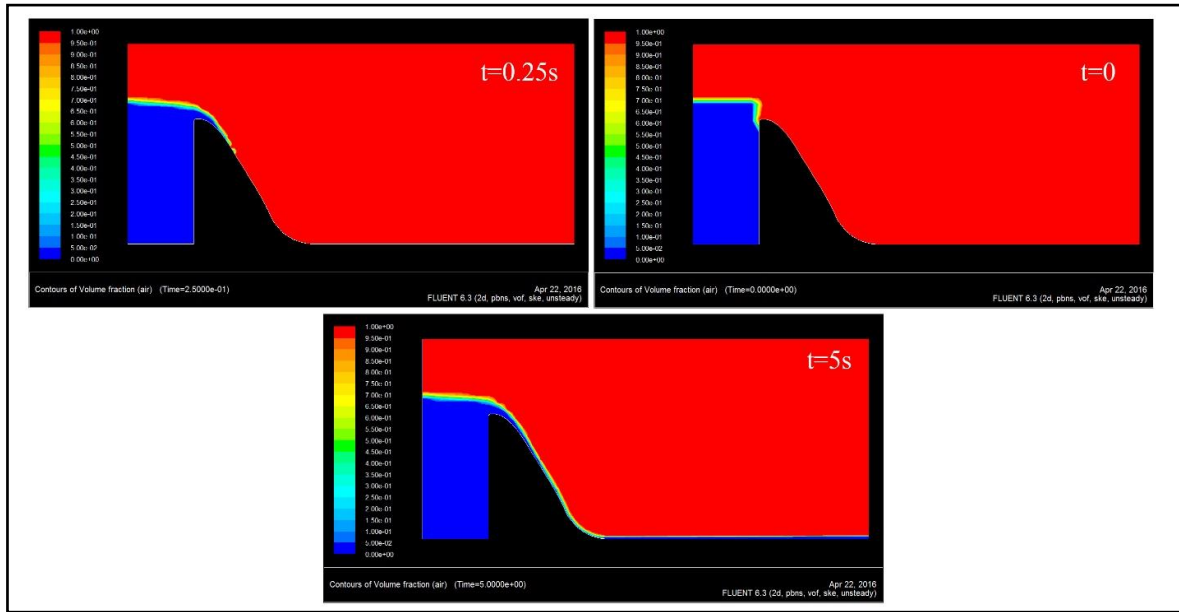 1.00e+00
9.50e-01
9.00e-01
8.50e-01
8.00e-01
7.50e-01
7.00e-01
6.50e-01
6.00e-01
5.50e-01
5.00e-01
4.50e-01
4.00e-01
3.50e-01
3.00e-01
2.50e-01
2.00e-01
1.50e-01
1.00e-01
5.00e-02
0.00e+00
t=0.25s
Contours of Volume fraction (air) (Time=2.5000e-01)
Apr 22, 2016
FLUENT 6.3 (2d, pbns, vof, ske, unsteady)
1.00e+00
9.50e-01
9.00e-01
8.50e-01
8.00e-01
7.50e-01
7.00e-01
6.50e-01
6.00e-01
5.50e-01
5.00e-01
4.50e-01
4.00e-01
3.50e-01
3.00e-01
2.50e-01
2.00e-01
1.50e-01
1.00e-01
5.00e-02
0.00e+00
t=0
Contours of Volume fraction (air) (Time=0.0000e+00)
Apr 22, 2016
FLUENT 6.3 (2d, pbns, vof, ske, unsteady)
1.00e+00
9.50e-01
9.00e-01
8.50e-01
8.00e-01
7.50e-01
7.00e-01
6.50e-01
6.00e-01
5.50e-01
5.00e-01
4.50e-01
4.00e-01
3.50e-01
3.00e-01
2.50e-01
2.00e-01
1.50e-01
1.00e-01
5.00e-02
0.00e+00
t=5s
Contours of Volume fraction (air) (Time=5.0000e+00)
Apr 22, 2016
FLUENT 6.3 (2d, pbns, vof, ske, unsteady)